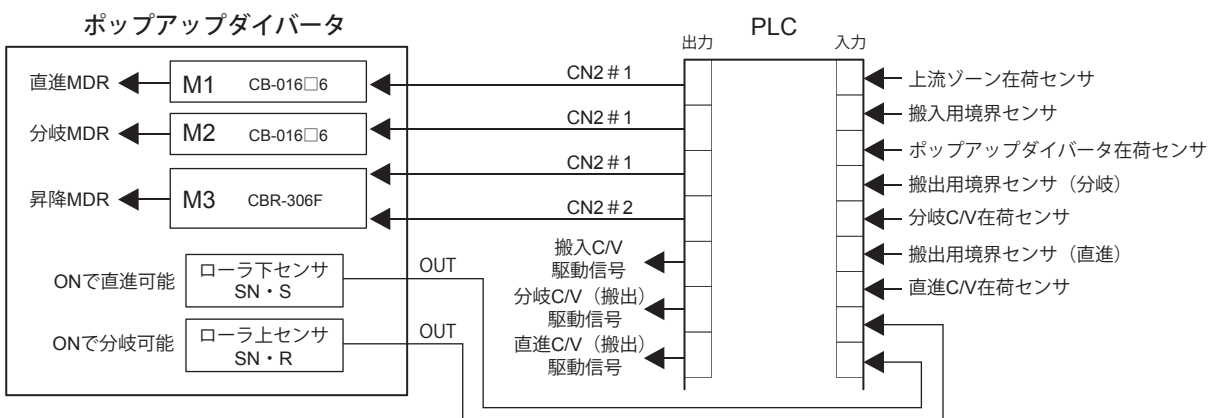 ポップアップダイバータ
PLC
出力
入力
直進MDR
M1
CB-016□6
CN2#1
上流ゾーン在荷センサ
搬入用境界センサ
分岐MDR
M2
CB-016□6
CN2#1
ポップアップダイバータ在荷センサ
CN2#1
搬出用境界センサ（分岐）
昇降MDR
M3
CBR-306F
CN2#2
分岐C/V在荷センサ
搬出用境界センサ（直進）
直進C/V在荷センサ
搬入C/V
駆動信号
分岐C/V（搬出）
駆動信号
直進C/V（搬出）
駆動信号
ONで直進可能
ローラ下センサ
SN・S
OUT
ONで分岐可能
ローラ上センサ
SN・R
OUT